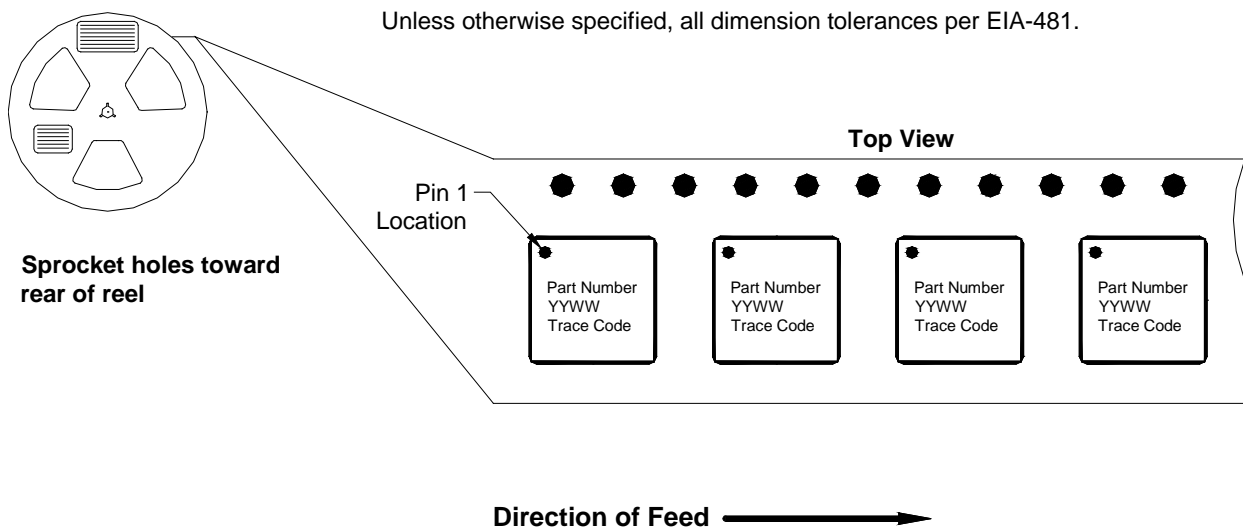 Unless otherwise specified, all dimension tolerances per EIA-481.
Top View
Pin 1
Location
Sprocket holes toward
rear of reel
Part Number
YYWW
Trace Code
Part Number
YYWW
Trace Code
Part Number
YYWW
Trace Code
Part Number
YYWW
Trace Code
Direction of Feed